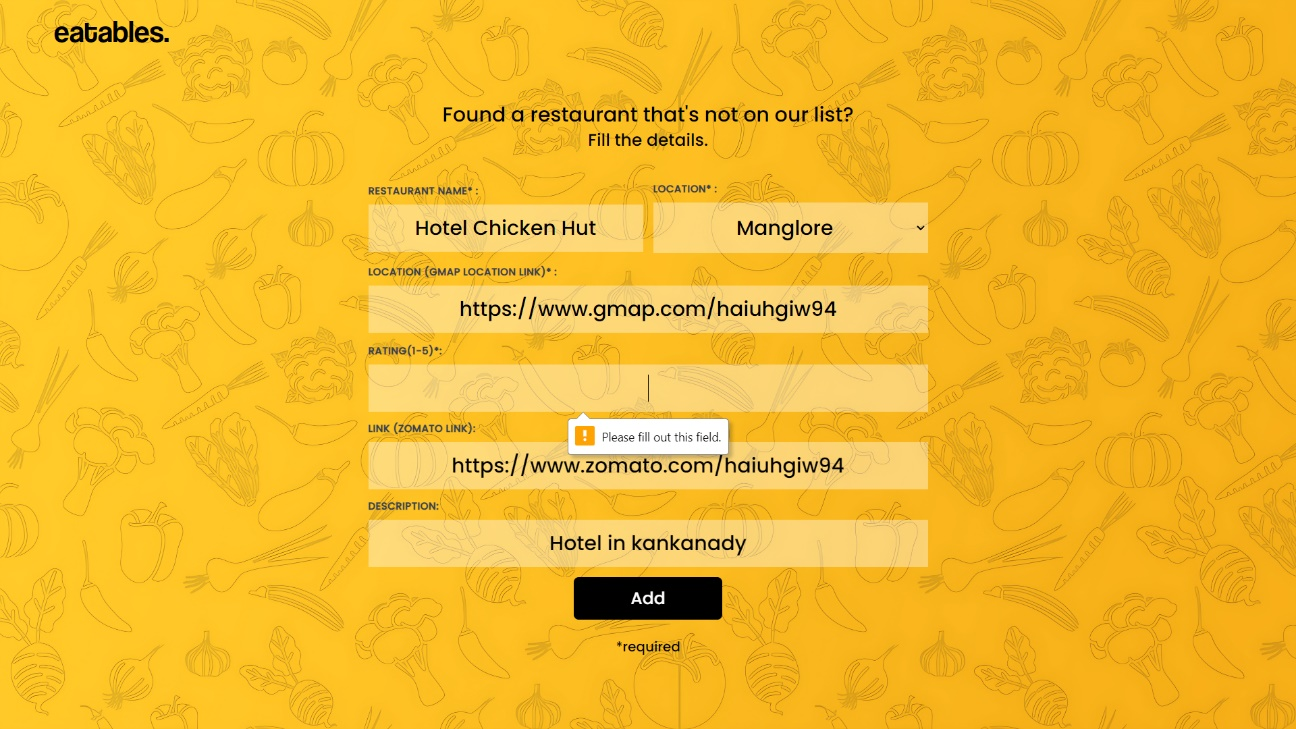 eatables.
Found a restaurant that's not on our list?
Fill the details.
RESTAURANT NAME* :
LOCATION* :
Hotel Chicken Hut
Manglore
LOCATION (GMAP LOCATION LINK)* :
https://www.gmap.com/haiuhgiw94
RATING(1-5)*:
Please fill out this field.
LINK (ZOMATO LINK):
https://www.zomato.com/haiuhgiw94
DESCRIPTION:
Hotel in kankanady
Add
*required